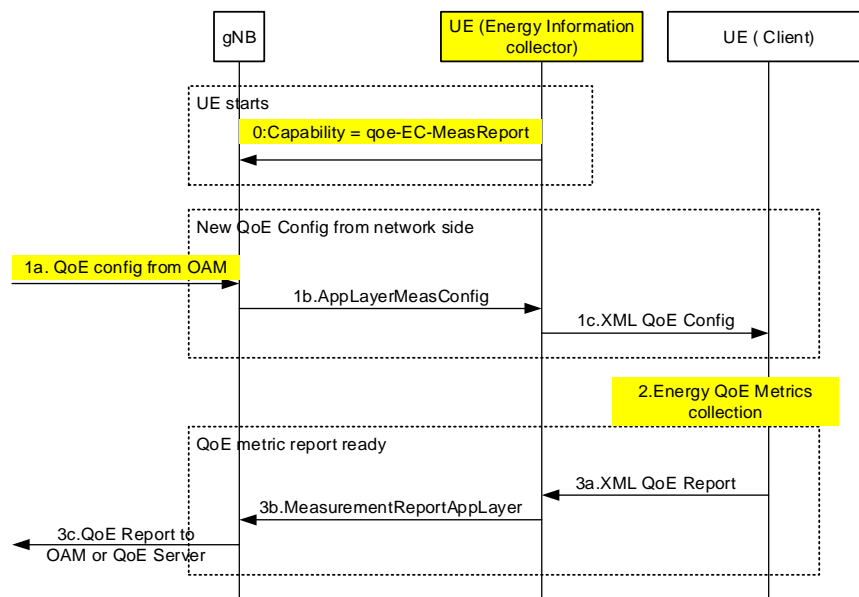 gNB
UE (Energy Information
collector)
UE ( Client)
UE starts
0:Capability = qoe-EC-MeasReport
New QoE Config from network side
1a. QoE config from OAM
1b.AppLayerMeasConfig
1c.XML QoE Config
2.Energy QoE Metrics
collection
QoE metric report ready
3a.XML QoE Report
3b.MeasurementReportAppLayer
3c.QoE Report to
OAM or QoE Server